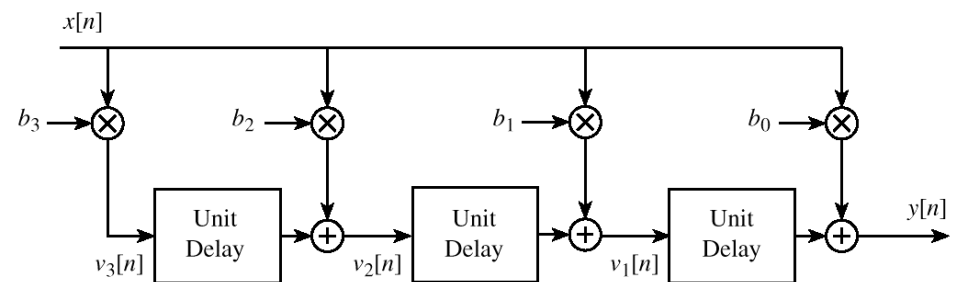 x[n]
b₃
b₂
b₁
b₀
Unit
Delay
Unit
Delay
Unit
Delay
y[n]
v₃[n]
v₂[n]
v₁[n]